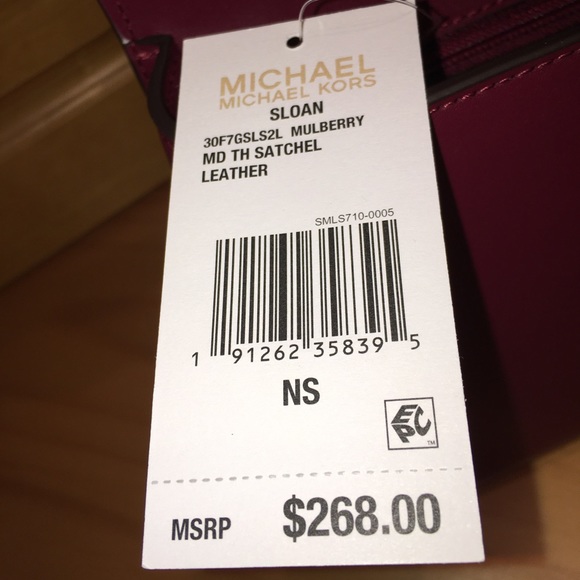 MICHAEL
MICHAEL KORS
SLOAN
30F7GSLS2L MULBERRY
MD TH SATCHEL
LEATHER
SMLS710-0005
1 91262 35839 5
NS
EPC
TM
MSRP $268.00